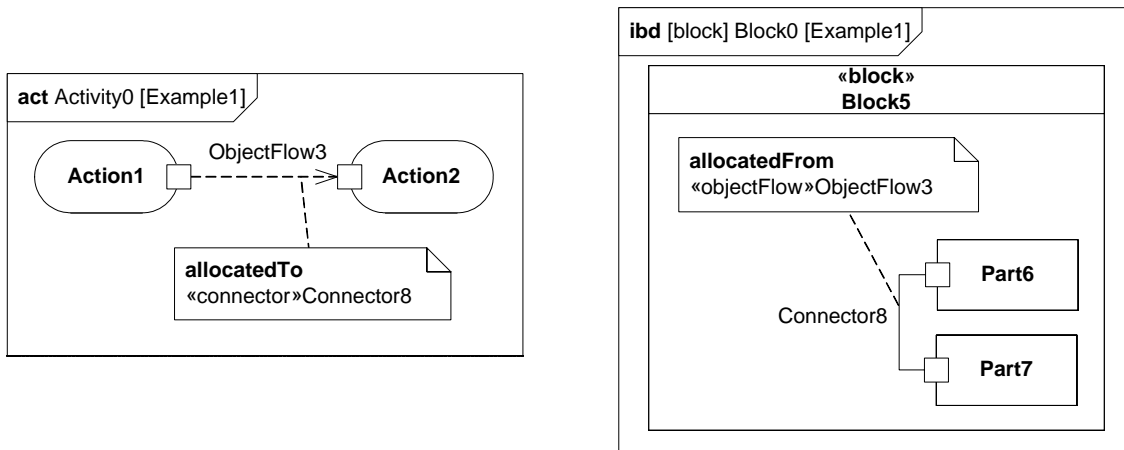 act Activity0 [Example1]
ObjectFlow3
Action1
Action2
allocatedTo
«connector»Connector8
ibd [block] Block0 [Example1]
«block»
Block5
allocatedFrom
«objectFlow»ObjectFlow3
Part6
Connector8
Part7